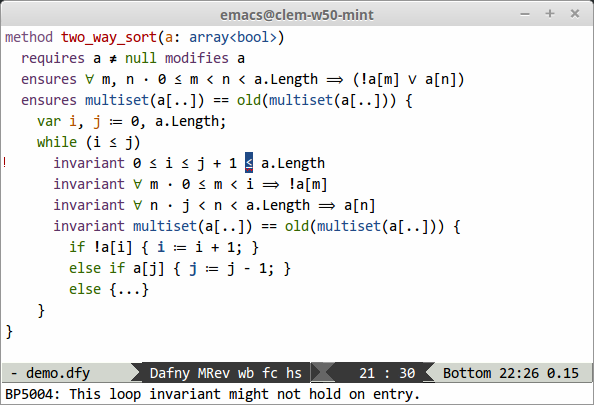 emacs@clem-w50-mint
method two_way_sort(a: array<bool>)
  requires a ≠ null modifies a
  ensures ∀ m, n · 0 ≤ m < n < a.Length ⟹ (!a[m] ∨ a[n])
  ensures multiset(a[..]) == old(multiset(a[..])) {
    var i, j ≔ 0, a.Length;
    while (i ≤ j)
!     invariant 0 ≤ i ≤ j + 1 ≤ a.Length
      invariant ∀ m · 0 ≤ m < i ⟹ !a[m]
      invariant ∀ n · j < n < a.Length ⟹ a[n]
      invariant multiset(a[..]) == old(multiset(a[..])) {
        if !a[i] { i ≔ i + 1; }
        else if a[j] { j ≔ j - 1; }
        else {...}
    }
}
- demo.dfy Dafny MRev wb fc hs 21 : 30 Bottom 22:26 0.15
BP5004: This loop invariant might not hold on entry.